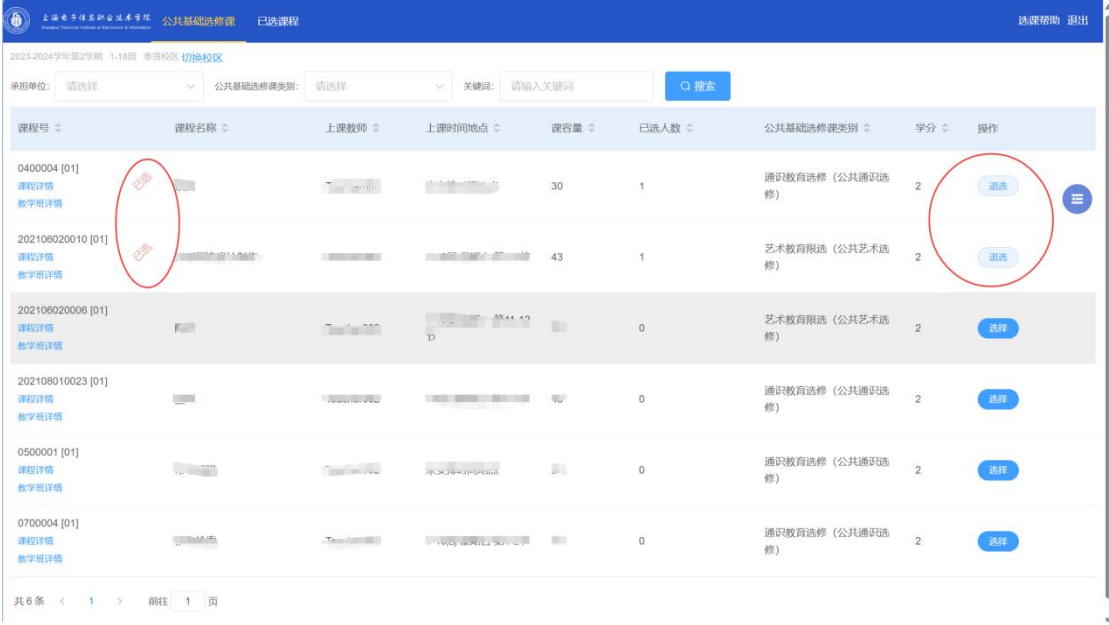 上海电子信息职业技术学院 公共基础选修课 已选课程 选课帮助 退出
Shanghai Technical Institute of Electronics & Information
2023-2024学年第2学期 1-18周 奉贤校区 切换校区
承担单位: 请选择 公共基础选修课类别: 请选择 关键词: 请输入关键词 搜索
课程号 课程名称 上课教师 上课时间地点 课容量 已选人数 公共基础选修课类别 学分 操作
0400004 [01]
课程详情
教学班详情
已选
30 1
通识教育选修（公共通识选
修）
2 退选
202106020010 [01]
课程详情
教学班详情
已选
43 1
艺术教育限选（公共艺术选
修）
2 退选
202106020006 [01]
课程详情
教学班详情
0
艺术教育限选（公共艺术选
修）
2 选择
202108010023 [01]
课程详情
教学班详情
0
通识教育选修（公共通识选
修）
2 选择
0500001 [01]
课程详情
教学班详情
0
通识教育选修（公共通识选
修）
2 选择
0700004 [01]
课程详情
教学班详情
0
通识教育选修（公共通识选
修）
2 选择
共 6 条 < 1 > 前往 1 页